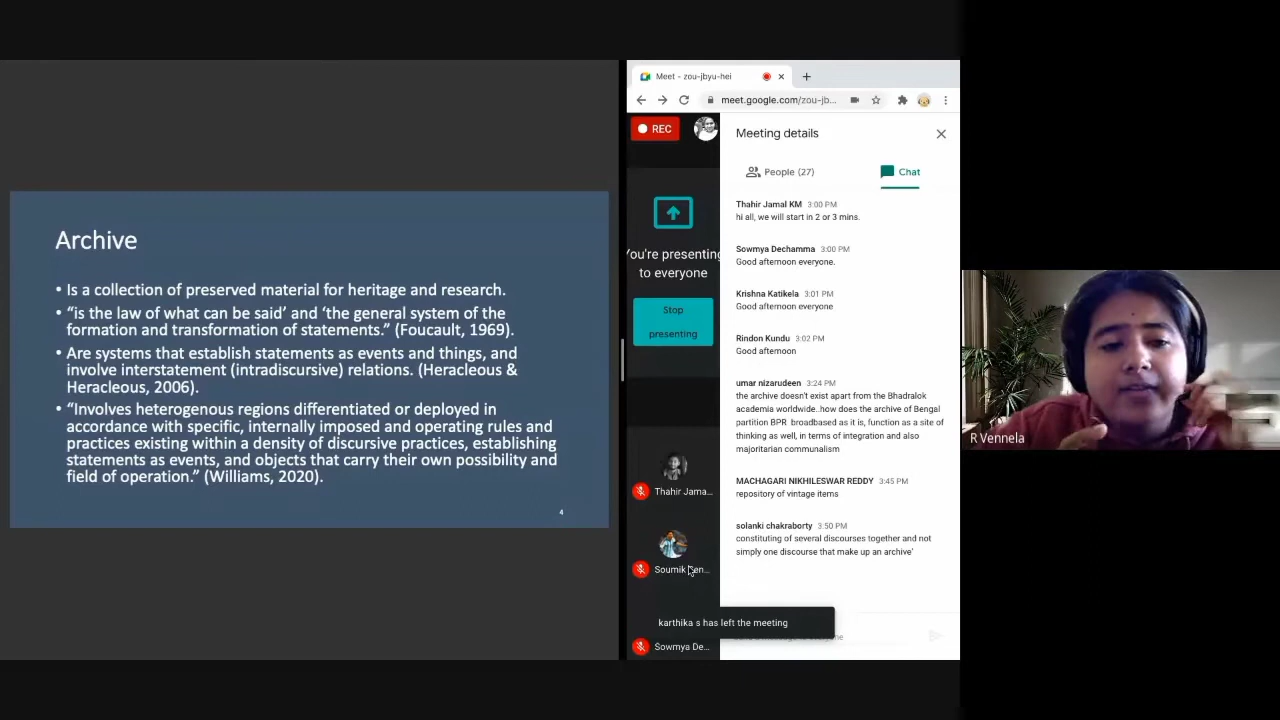 Archive
• Is a collection of preserved material for heritage and research.
• “is the law of what can be said’ and ‘the general system of the
formation and transformation of statements.” (Foucault, 1969).
• Are systems that establish statements as events and things, and
involve interstatement (intradiscursive) relations. (Heracleous &
Heracleous, 2006).
• “Involves heterogenous regions differentiated or deployed in
accordance with specific, internally imposed and operating rules and
practices existing within a density of discursive practices, establishing
statements as events, and objects that carry their own possibility and
field of operation.” (Williams, 2020).
4
Meet - zou-jbyu-hei
meet.google.com/zou-jb...
REC
You're presenting
to everyone
Stop
presenting
Thahir Jama...
Soumik Sen...
Sowmya De...
Meeting details
People (27)
Chat
Thahir Jamal KM 3:00 PM
hi all, we will start in 2 or 3 mins.
Sowmya Dechamma 3:00 PM
Good afternoon everyone.
Krishna Katikela 3:01 PM
Good afternoon everyone
Rindon Kundu 3:02 PM
Good afternoon
umar nizarudeen 3:24 PM
the archive doesn't exist apart from the Bhadralok
academia worldwide..how does the archive of Bengal
partition BPR broadbased as it is, function as a site of
thinking as well, in terms of integration and also
majoritarian communalism
MACHAGARI NIKHILESWAR REDDY 3:45 PM
repository of vintage items
solanki chakraborty 3:50 PM
constituting of several discourses together and not
simply one discourse that make up an archive'
karthika s has left the meeting
R Vennela